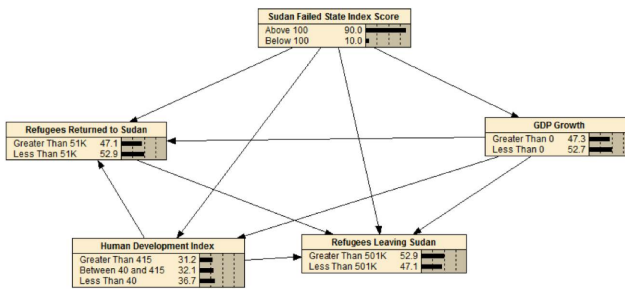 Sudan Failed State Index Score
Above 100 90.0
Below 100 10.0
Refugees Returned to Sudan
Greater Than 51K 47.1
Less Than 51K 52.9
GDP Growth
Greater Than 0 47.3
Less Than 0 52.7
Human Development Index
Greater Than 415 31.2
Between 40 and 415 32.1
Less Than 40 36.7
Refugees Leaving Sudan
Greater Than 501K 52.9
Less Than 501K 47.1